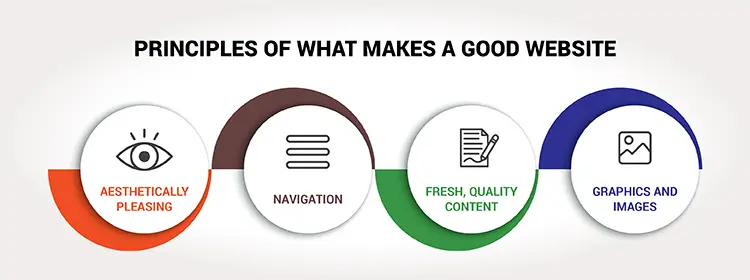 PRINCIPLES OF WHAT MAKES A GOOD WEBSITE
AESTHETICALLY
PLEASING
NAVIGATION
FRESH, QUALITY
CONTENT
GRAPHICS AND
IMAGES